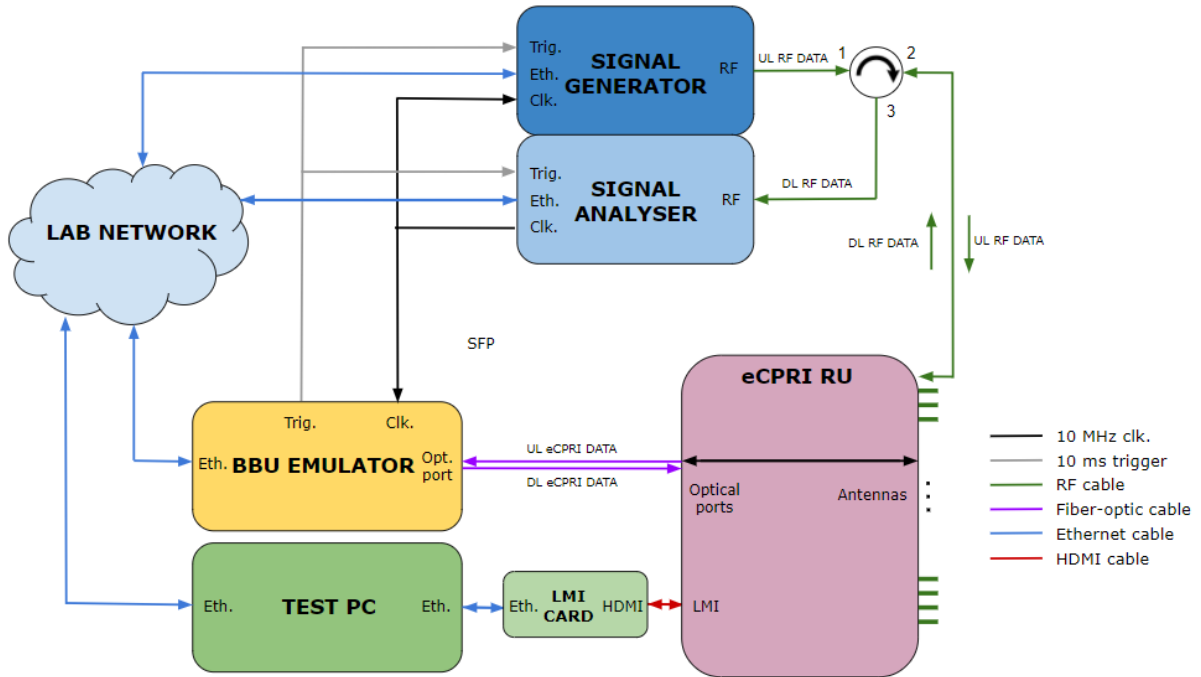 Trig.
Eth.
Clk.
SIGNAL
GENERATOR
RF
UL RF DATA
1
2
3
Trig.
Eth.
Clk.
SIGNAL
ANALYSER
RF
DL RF DATA
LAB NETWORK
DL RF DATA
UL RF DATA
SFP
eCPRI RU
Trig.
Clk.
Eth.
BBU EMULATOR
Opt.
port
UL eCPRI DATA
DL eCPRI DATA
Optical
ports
Antennas
Eth.
TEST PC
Eth.
Eth.
LMI
CARD
HDMI
LMI
10 MHz clk.
10 ms trigger
RF cable
Fiber-optic cable
Ethernet cable
HDMI cable